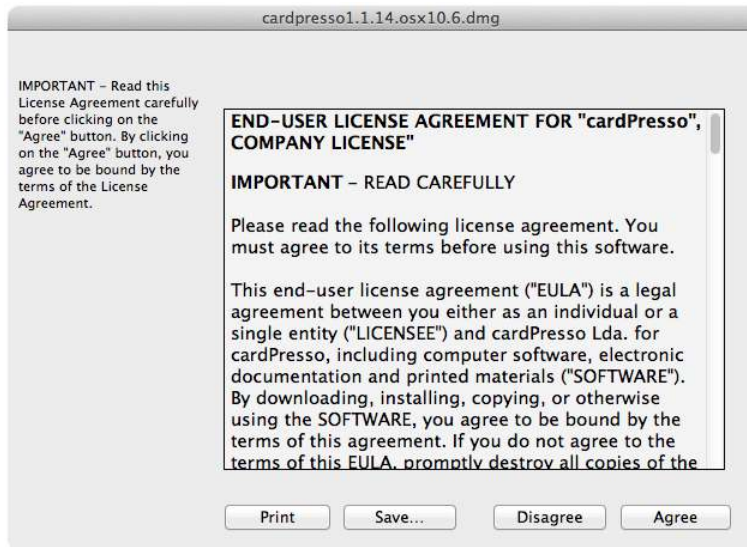 cardpresso1.1.14.osx10.6.dmg
IMPORTANT – Read this
License Agreement carefully
before clicking on the
"Agree" button. By clicking
on the "Agree" button, you
agree to be bound by the
terms of the License
Agreement.
END–USER LICENSE AGREEMENT FOR "cardPresso",
COMPANY LICENSE"
IMPORTANT – READ CAREFULLY
Please read the following license agreement. You
must agree to its terms before using this software.
This end–user license agreement ("EULA") is a legal
agreement between you either as an individual or a
single entity ("LICENSEE") and cardPresso Lda. for
cardPresso, including computer software, electronic
documentation and printed materials ("SOFTWARE").
By downloading, installing, copying, or otherwise
using the SOFTWARE, you agree to be bound by the
terms of this agreement. If you do not agree to the
terms of this EULA, promptly destroy all copies of the
Print Save... Disagree Agree